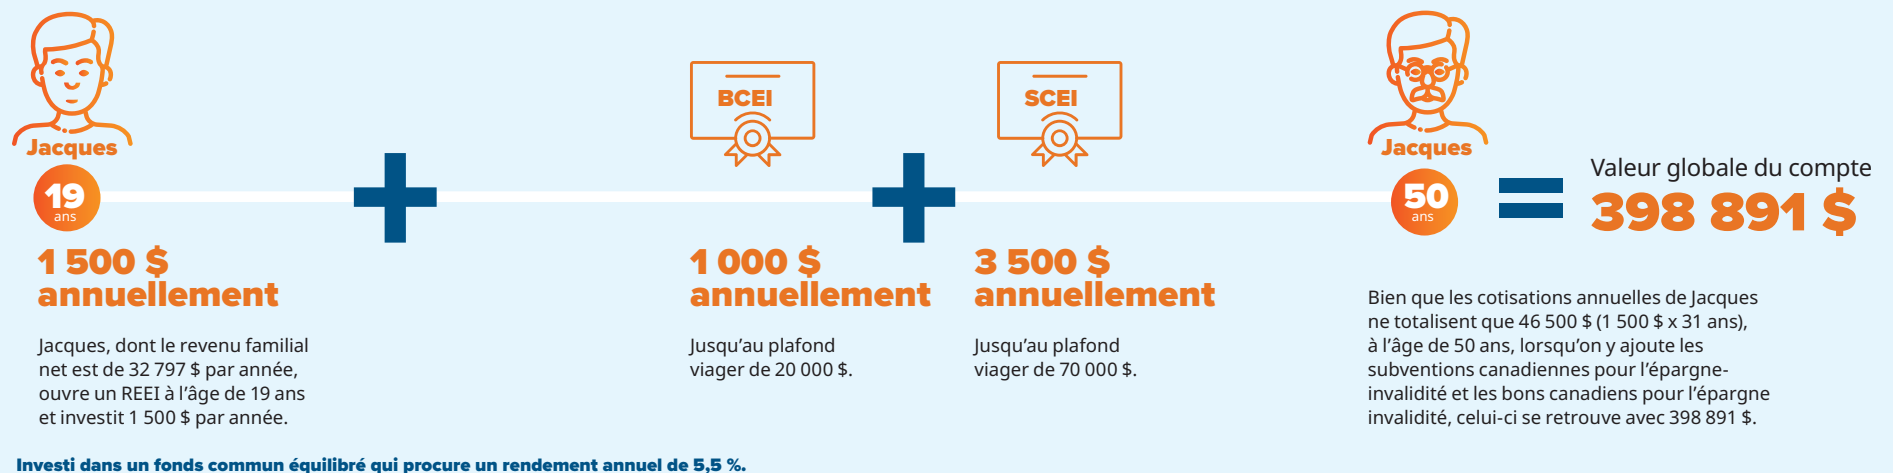 Jacques
19
ans
1 500 $
annuellement
Jacques, dont le revenu familial
net est de 32 797 $ par année,
ouvre un REEI à l'âge de 19 ans
et investit 1 500 $ par année.
BCEI
1 000 $
annuellement
Jusqu'au plafond
viager de 20 000 $.
SCEI
3 500 $
annuellement
Jusqu'au plafond
viager de 70 000 $.
Jacques
50
ans
Valeur globale du compte
398 891 $
Bien que les cotisations annuelles de Jacques
ne totalisent que 46 500 $ (1 500 $ x 31 ans),
à l'âge de 50 ans, lorsqu'on y ajoute les
subventions canadiennes pour l'épargne-
invalidité et les bons canadiens pour l'épargne
invalidité, celui-ci se retrouve avec 398 891 $.
Investi dans un fonds commun équilibré qui procure un rendement annuel de 5,5 %.